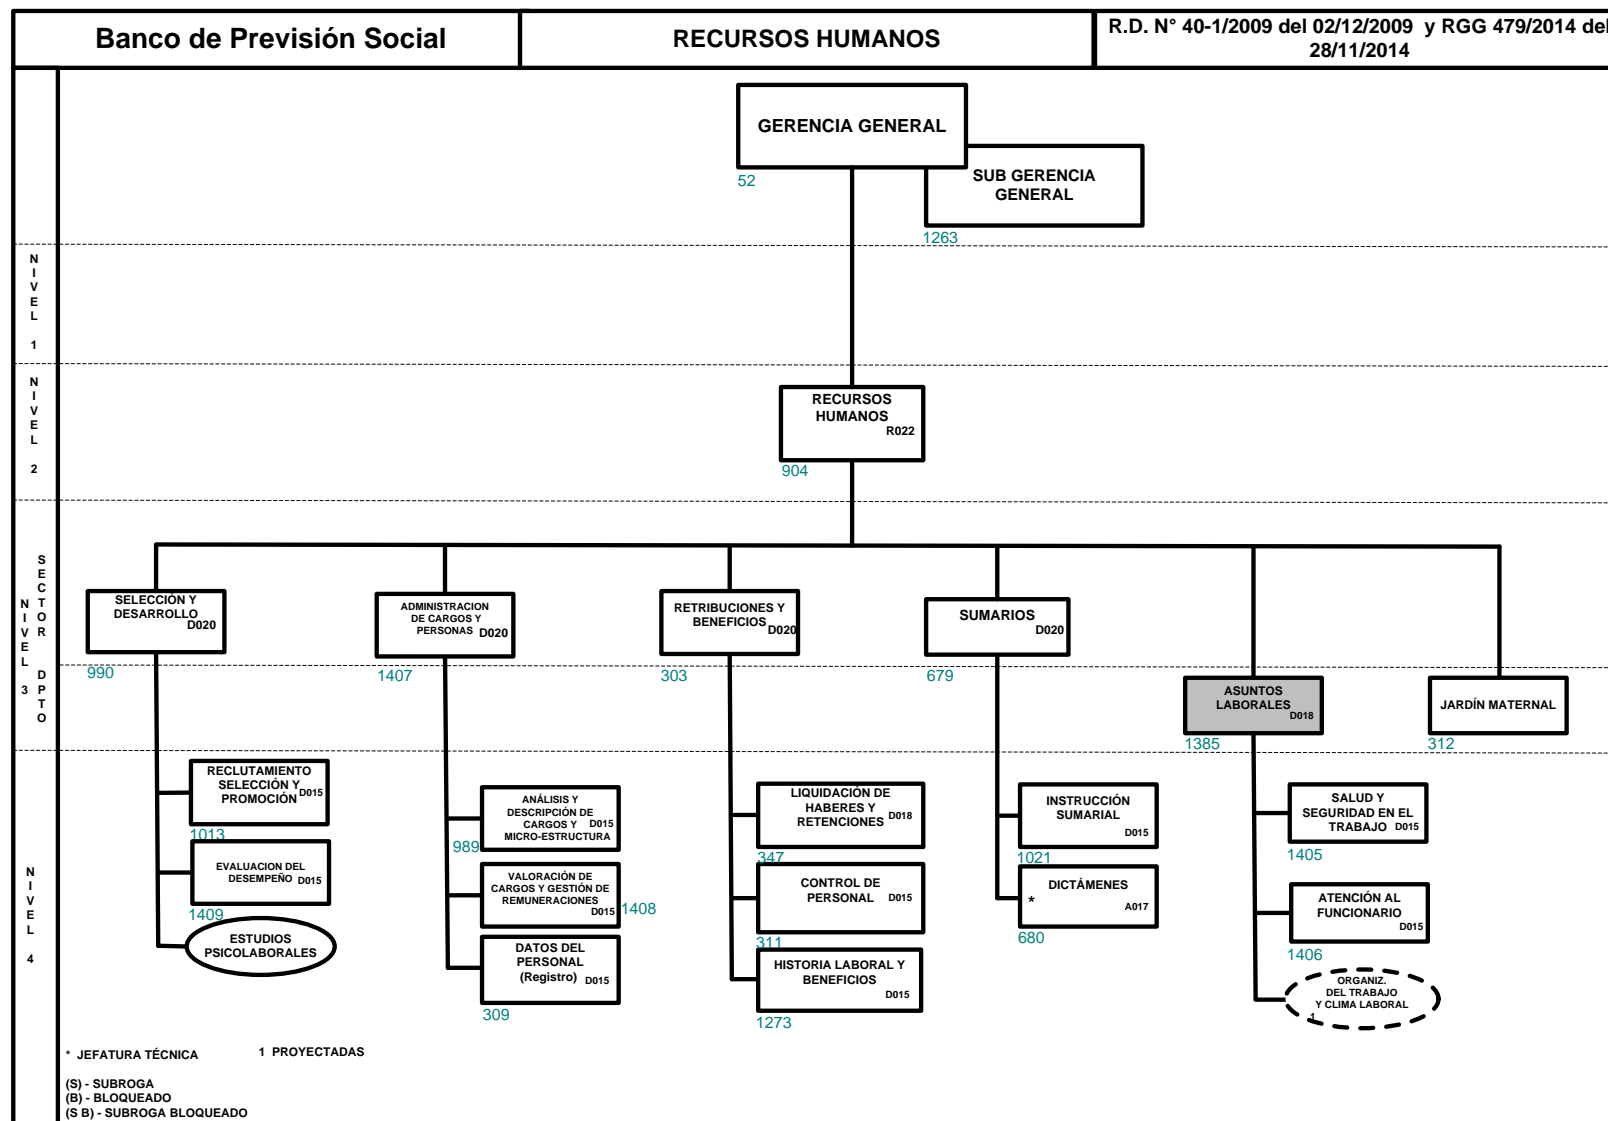 Banco de Previsión Social
RECURSOS HUMANOS
R.D. N° 40-1/2009 del 02/12/2009 y RGG 479/2014 del
28/11/2014
GERENCIA GENERAL
52
SUB GERENCIA
GENERAL
1263
NIVEL 1
NIVEL 2
RECURSOS
HUMANOS
R022
904
NIVEL 3
SECTOR DPTO
SELECCIÓN Y
DESARROLLO
D020
990
ADMINISTRACION
DE CARGOS Y
PERSONAS D020
1407
RETRIBUCIONES Y
BENEFICIOS
D020
303
SUMARIOS
D020
679
ASUNTOS
LABORALES
D018
1385
JARDÍN MATERNAL
312
NIVEL 4
RECLUTAMIENTO
SELECCIÓN Y
D015
PROMOCIÓN
1013
EVALUACION DEL
DESEMPEÑO D015
1409
ESTUDIOS
PSICOLABORALES
ANÁLISIS Y
DESCRIPCIÓN DE
CARGOS Y D015
MICRO-ESTRUCTURA
989
VALORACIÓN DE
CARGOS Y GESTIÓN DE
REMUNERACIONES
D015
1408
DATOS DEL
PERSONAL
(Registro) D015
309
LIQUIDACIÓN DE
HABERES Y D018
RETENCIONES
347
CONTROL DE
PERSONAL D015
311
HISTORIA LABORAL Y
BENEFICIOS
D015
1273
INSTRUCCIÓN
SUMARIAL
D015
1021
DICTÁMENES
* A017
680
SALUD Y
SEGURIDAD EN EL
TRABAJO D015
1405
ATENCIÓN AL
FUNCIONARIO
D015
1406
ORGANIZ.
DEL TRABAJO
Y CLIMA LABORAL
1
* JEFATURA TÉCNICA
1 PROYECTADAS
(S) - SUBROGA
(B) - BLOQUEADO
(S B) - SUBROGA BLOQUEADO